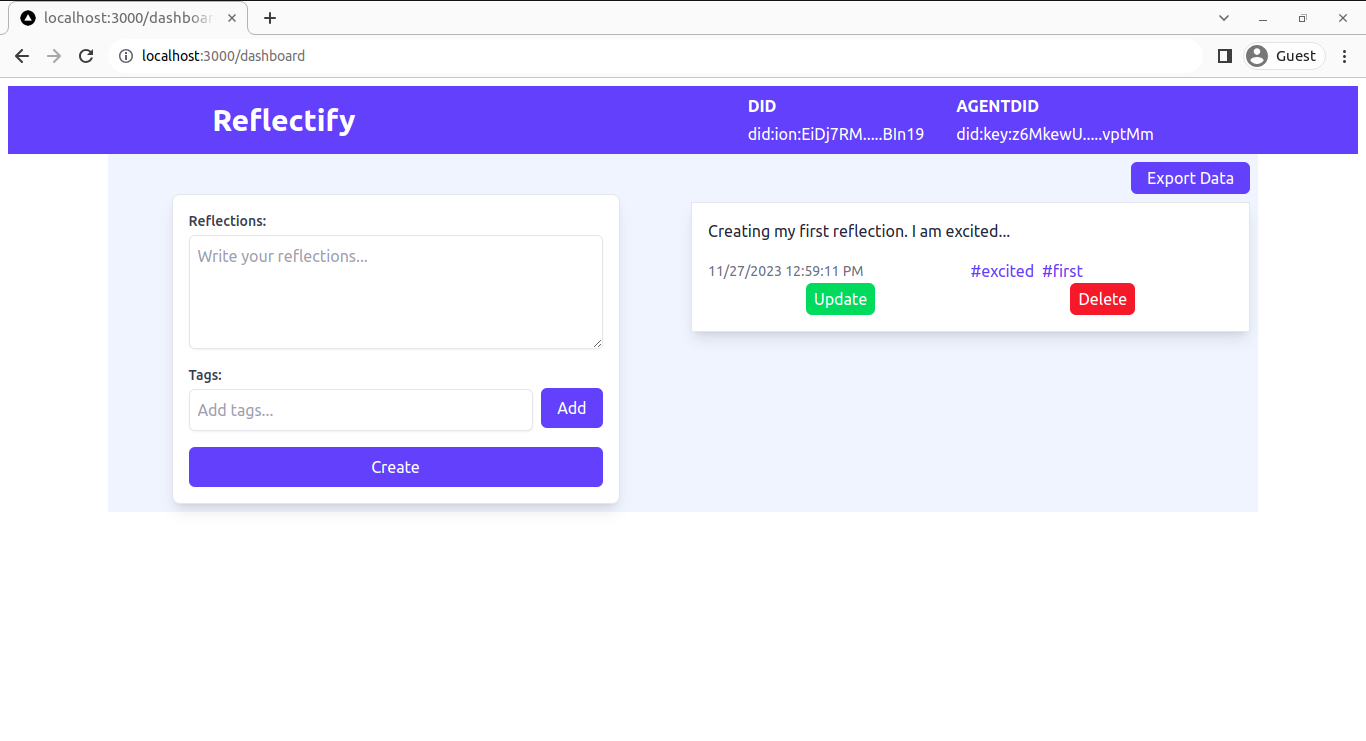 localhost:3000/dashboar
localhost:3000/dashboard
Guest
Reflectify
DID
did:ion:EiDj7RM.....BIn19
AGENTDID
did:key:z6MkewU.....vptMm
Export Data
Reflections:
Write your reflections...
Tags:
Add tags...
Add
Create
Creating my first reflection. I am excited...
11/27/2023 12:59:11 PM
#excited #first
Update
Delete